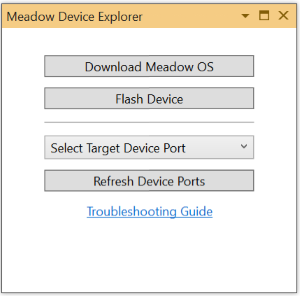 Meadow Device Explorer
Download Meadow OS
Flash Device
Select Target Device Port
Refresh Device Ports
Troubleshooting Guide